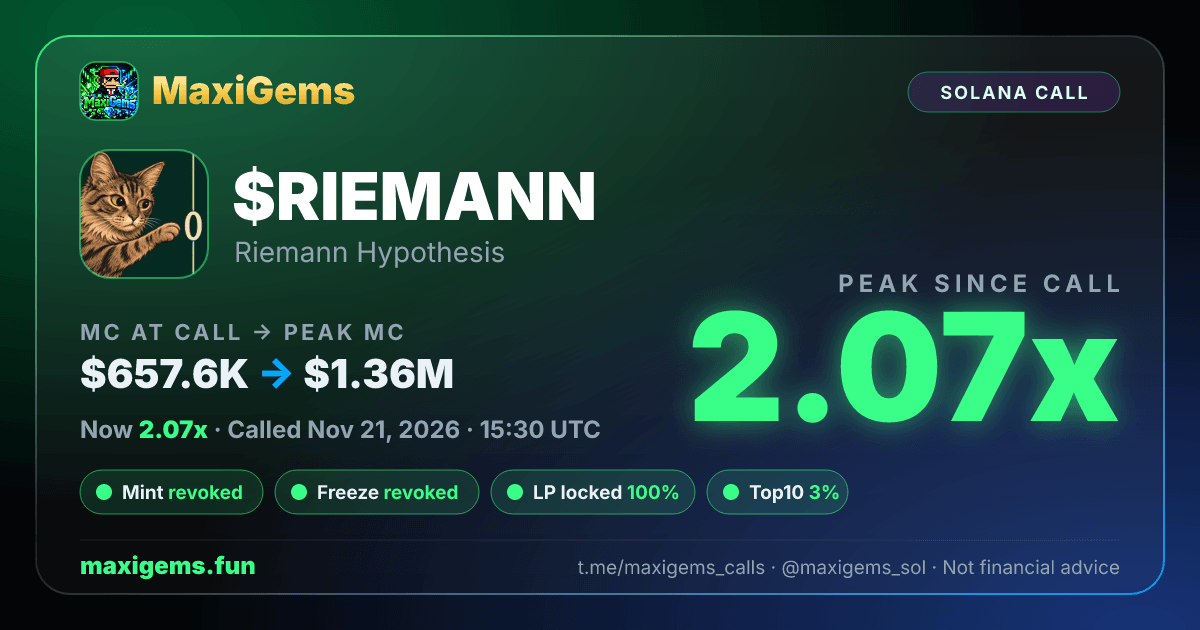 MaxiGems
MaxiGems
SOLANA CALL
0
$RIEMANN
Riemann Hypothesis
PEAK SINCE CALL
2.07x
MC AT CALL → PEAK MC
$657.6K → $1.36M
Now 2.07x · Called Nov 21, 2026 · 15:30 UTC
Mint revoked
Freeze revoked
LP locked 100%
Top10 3%
maxigems.fun
t.me/maxigems_calls · @maxigems_sol · Not financial advice